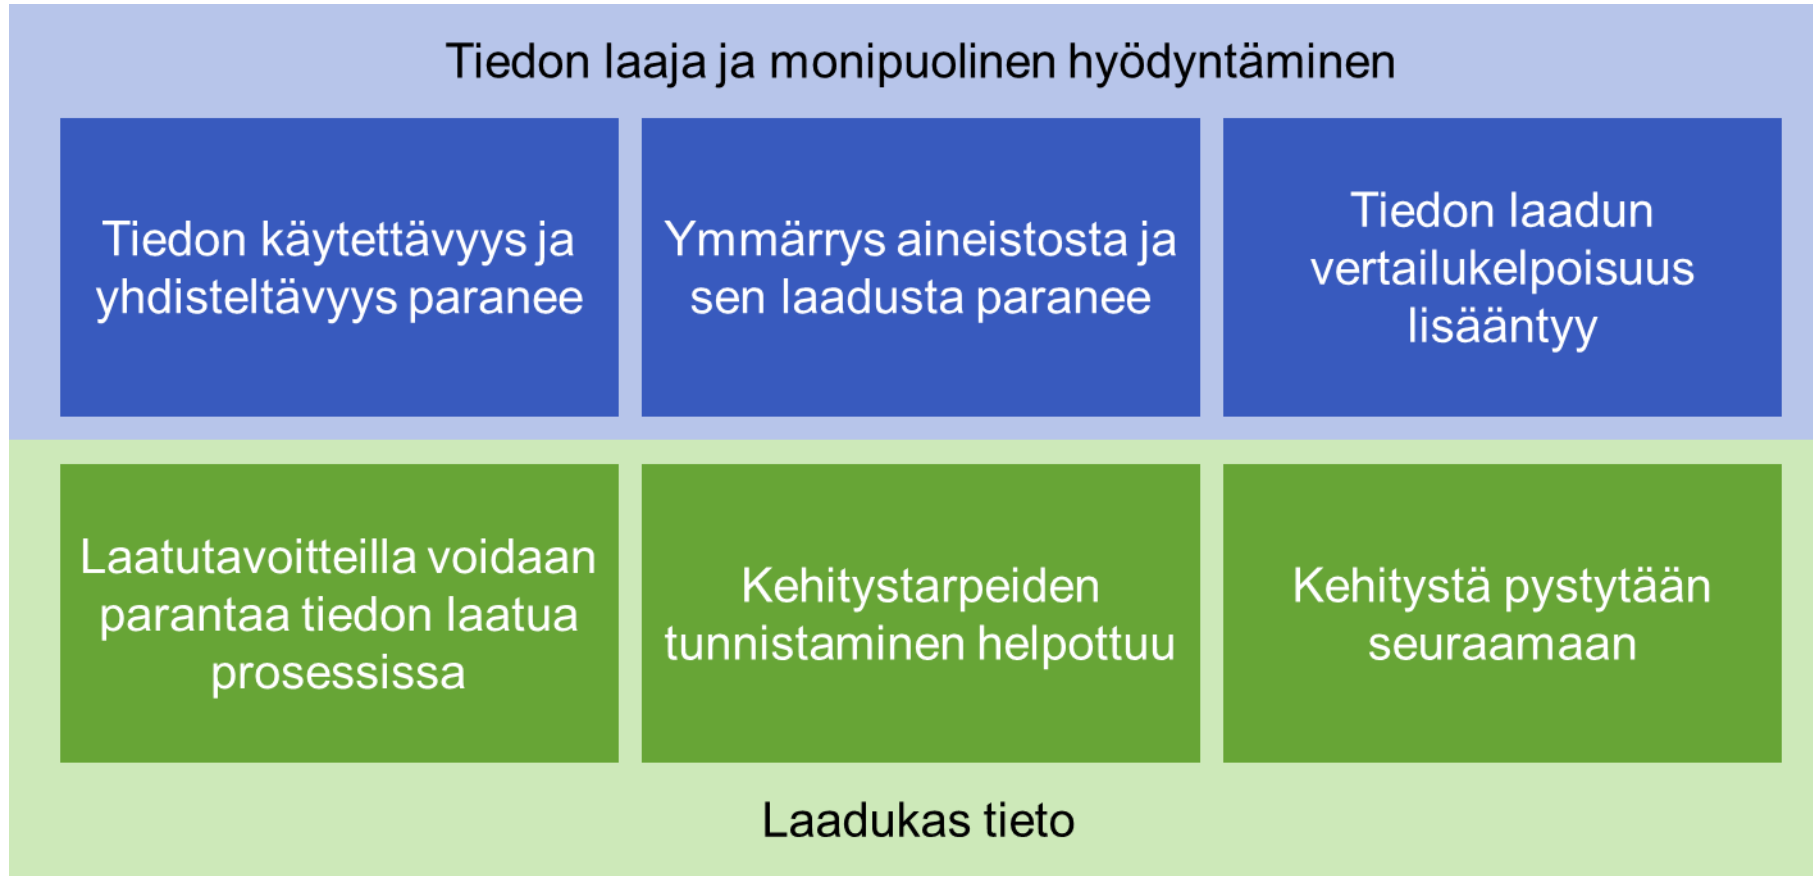 Tiedon laaja ja monipuolinen hyödyntäminen
Tiedon käytettävyys ja
yhdisteltävyys paranee
Ymmärrys aineistosta ja
sen laadusta paranee
Tiedon laadun
vertailukelpoisuus
lisääntyy
Laatutavoitteilla voidaan
parantaa tiedon laatua
prosessissa
Kehitystarpeiden
tunnistaminen helpottuu
Kehitystä pystytään
seuraamaan
Laadukas tieto